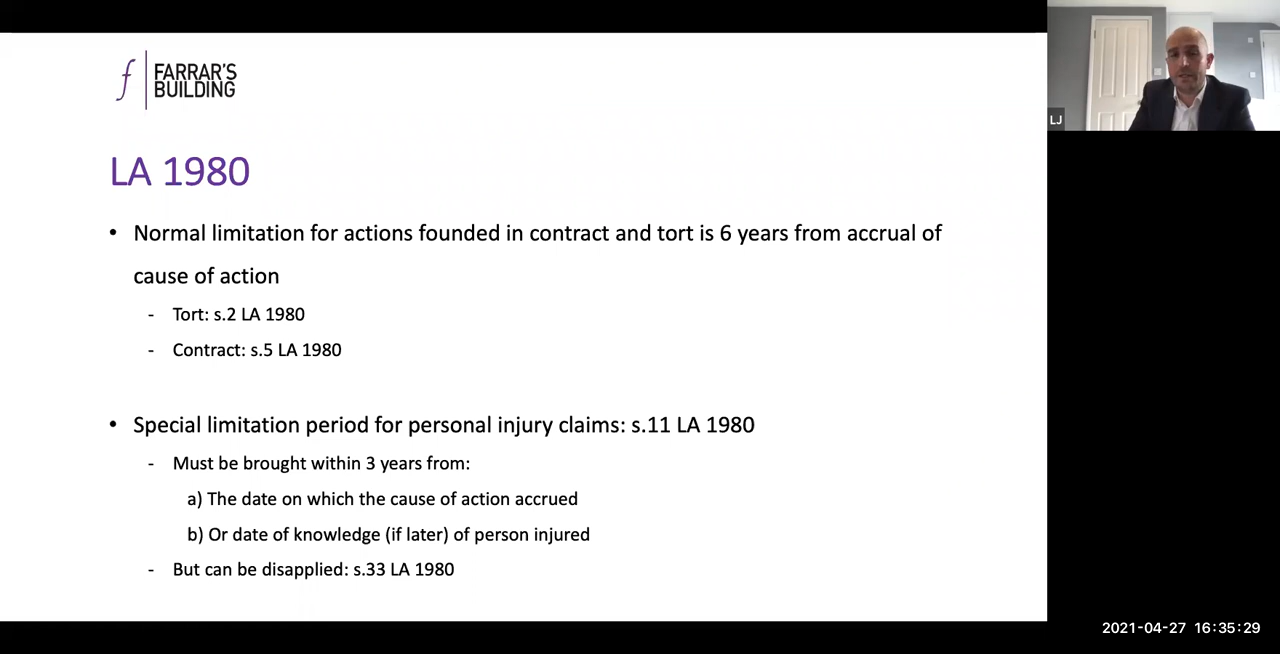 f FARRAR'S
BUILDING
LA 1980
• Normal limitation for actions founded in contract and tort is 6 years from accrual of
cause of action
- Tort: s.2 LA 1980
- Contract: s.5 LA 1980
• Special limitation period for personal injury claims: s.11 LA 1980
- Must be brought within 3 years from:
a) The date on which the cause of action accrued
b) Or date of knowledge (if later) of person injured
- But can be disapplied: s.33 LA 1980
LJ
2021-04-27 16:35:29